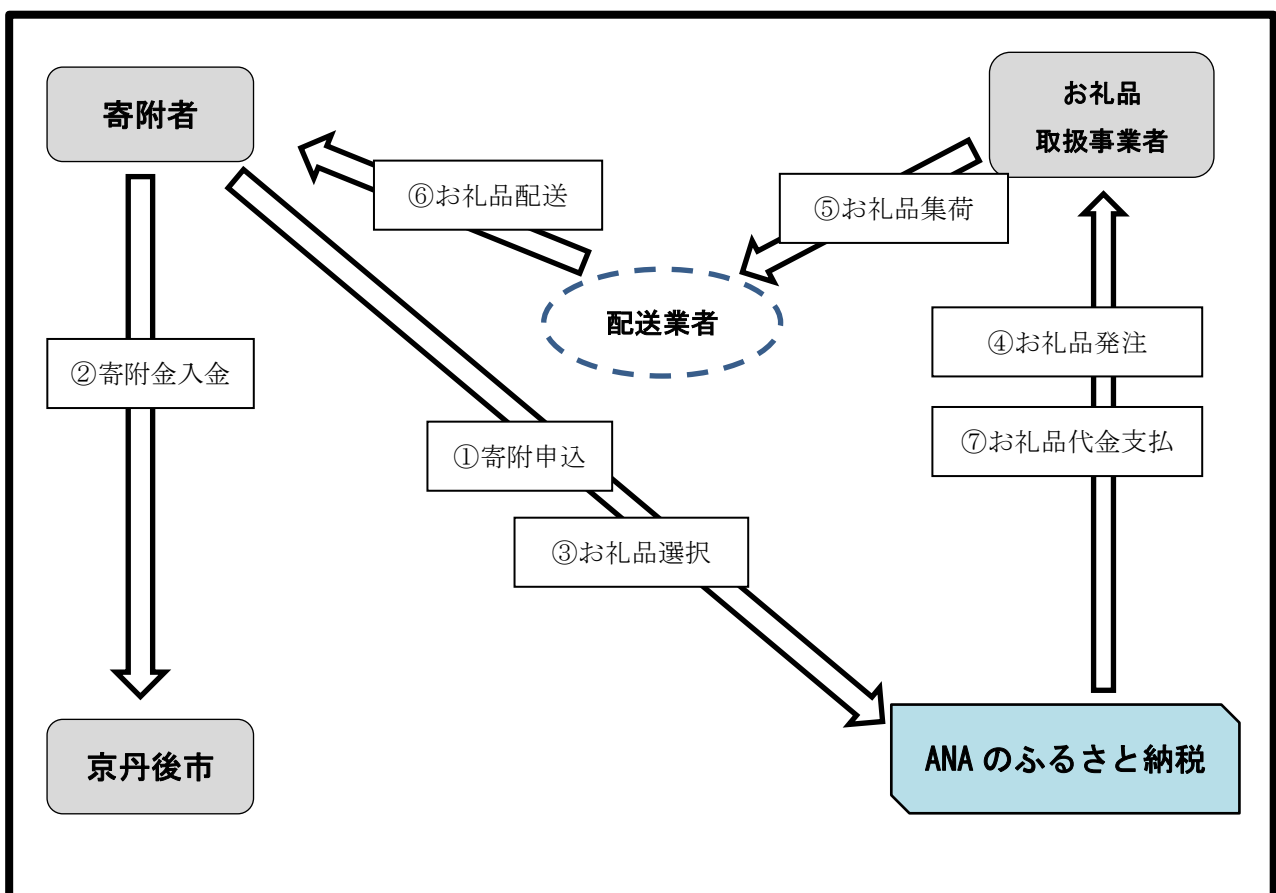 寄附者
お礼品
取扱事業者
⑥お礼品配送
⑤お礼品集荷
配送業者
④お礼品発注
②寄附金入金
⑦お礼品代金支払
①寄附申込
③お礼品選択
京丹後市
ANAのふるさと納税